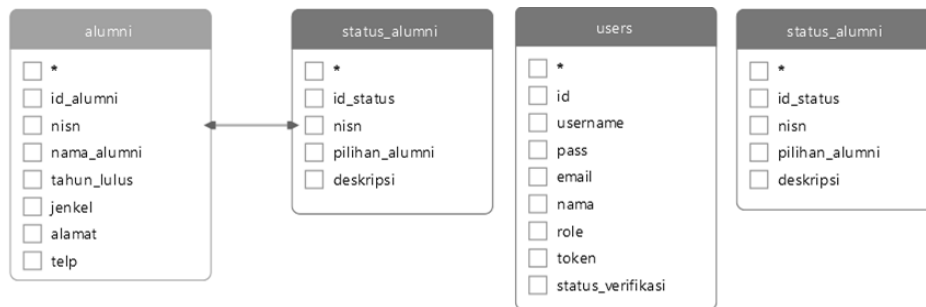 alumni
*
id_alumni
nisn
nama_alumni
tahun_lulus
jenkel
alamat
telp
status_alumni
*
id_status
nisn
pilihan_alumni
deskripsi
users
*
id
username
pass
email
nama
role
token
status_verifikasi
status_alumni
*
id_status
nisn
pilihan_alumni
deskripsi